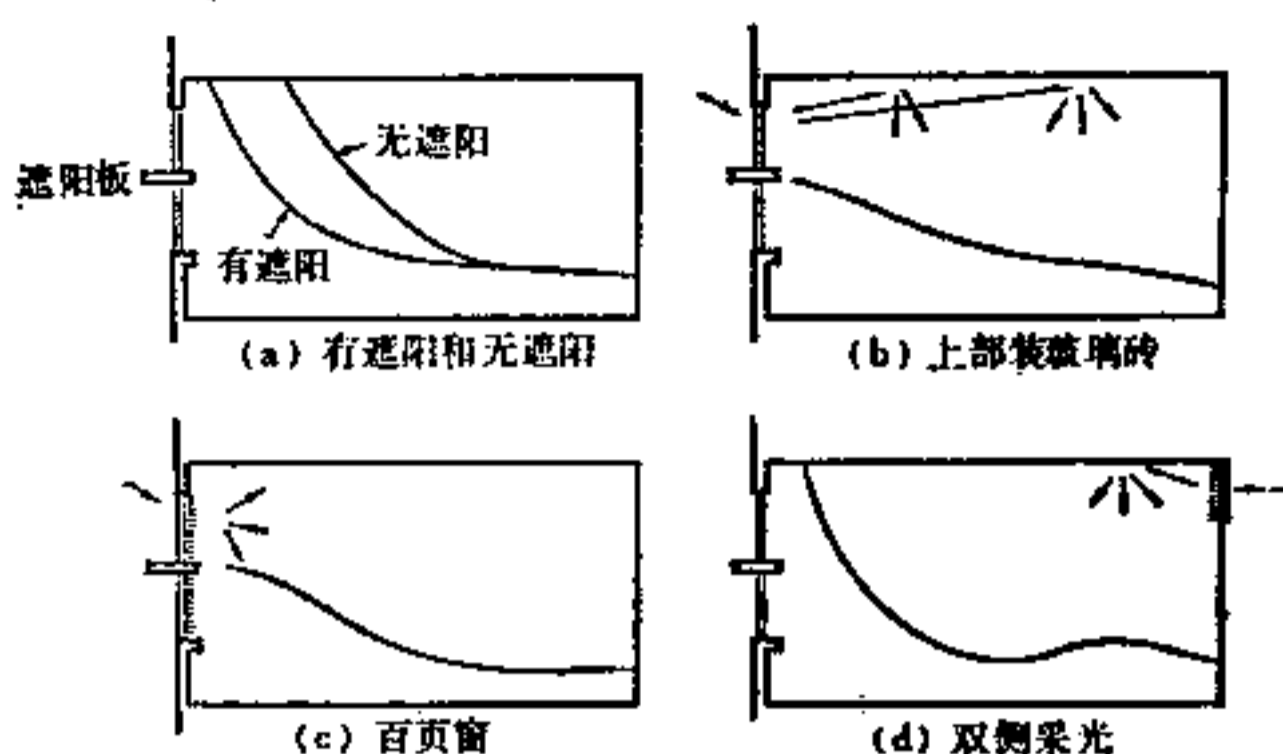 无遮阳
遮阳板
有遮阳
(a) 有遮阳和无遮阳
(b) 上部装玻璃砖
(c) 百页窗
(d) 双侧采光